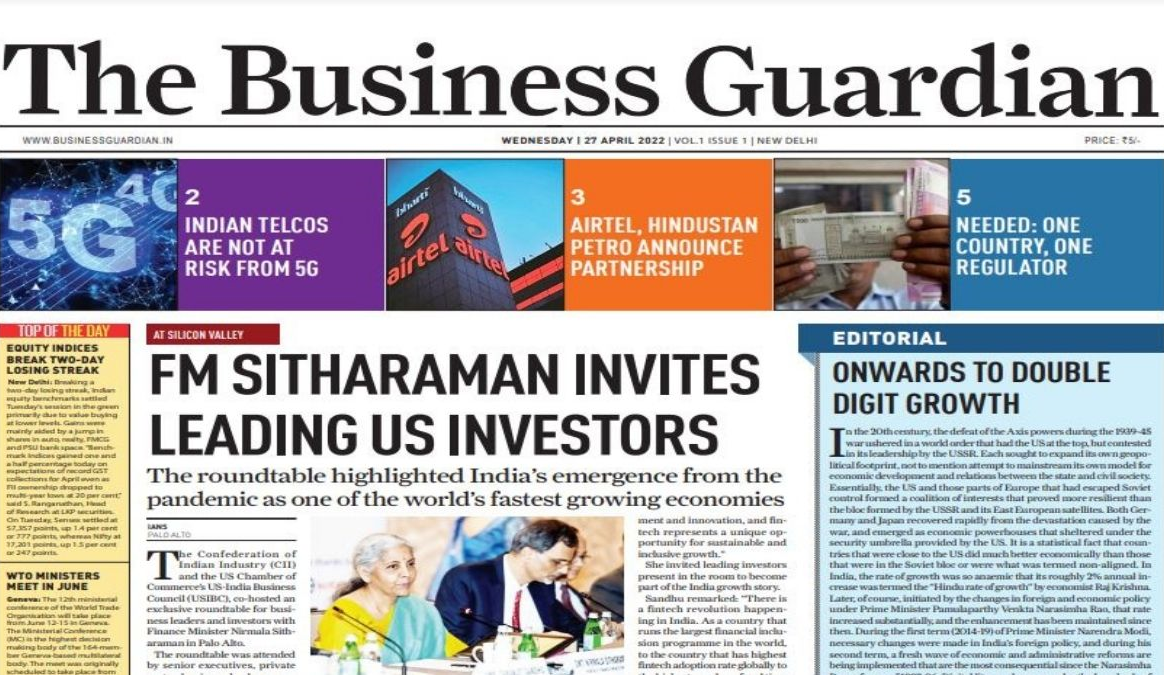 The Business Guardian
WWW.BUSINESSGUARDIAN.IN
WEDNESDAY | 27 APRIL 2022 | VOL.1 ISSUE 1 | NEW DELHI
PRICE: ₹5/-
5G
4G
2
INDIAN TELCOS
ARE NOT AT
RISK FROM 5G
bharti
bharti
airtel
airtel
3
AIRTEL, HINDUSTAN
PETRO ANNOUNCE
PARTNERSHIP
5
NEEDED: ONE
COUNTRY, ONE
REGULATOR
TOP OF THE DAY
EQUITY INDICES
BREAK TWO-DAY
LOSING STREAK
New Delhi: Breaking a
two-day losing streak, Indian
equity benchmarks settled
Tuesday's session in the green
primarily due to value buying
at lower levels. Gains were
mainly aided by a jump in
shares in auto, realty, FMCG
and PSU bank space. "Bench-
mark Indices gained one and
a half percentage today on
expectations of record GST
collections for April even as
FII ownership dropped to
multi-year lows at 20 per cent,"
said S. Ranganathan, Head
of Research at LKP securities.
On Tuesday, Sensex settled at
57,357 points, up 1.4 per cent
or 777 points, whereas Nifty at
17,201 points, up 1.5 per cent
or 247 points.
WTO MINISTERS
MEET IN JUNE
Geneva: The 12th ministerial
conference of the World Trade
Organisation will take place
from June 12-15 in Geneva.
The Ministerial Conference
(MC) is the highest decision
making body of the 164-mem-
ber Geneva-based multilateral
body. The meet was originally
scheduled to take place from
AT SILICON VALLEY
FM SITHARAMAN INVITES
LEADING US INVESTORS
The roundtable highlighted India's emergence from the
pandemic as one of the world's fastest growing economies
IANS
PALO ALTO
The Confederation of
Indian Industry (CII)
and the US Chamber of
Commerce's US-India Business
Council (USIBC), co-hosted an
exclusive roundtable for busi-
ness leaders and investors with
Finance Minister Nirmala Sith-
araman in Palo Alto.
The roundtable was attended
by senior executives, private
ment and innovation, and fin-
tech represents a unique op-
portunity for sustainable and
inclusive growth."
She invited leading investors
present in the room to become
part of the India growth story.
Sandhu remarked: "There is
a fintech revolution happen-
ing in India. As a country that
runs the largest financial inclu-
sion programme in the world,
to the country that has highest
fintech adoption rate globally to
EDITORIAL
ONWARDS TO DOUBLE
DIGIT GROWTH
In the 20th century, the defeat of the Axis powers during the 1939-45
war ushered in a world order that had the US at the top, but contested
in its leadership by the USSR. Each sought to expand its own geopo-
litical footprint, not to mention attempt to mainstream its own model for
economic development and relations between the state and civil society.
Essentially, the US and those parts of Europe that had escaped Soviet
control formed a coalition of interests that proved more resilient than
the bloc formed by the USSR and its East European satellites. Both Ger-
many and Japan recovered rapidly from the devastation caused by the
war, and emerged as economic powerhouses that sheltered under the
security umbrella provided by the US. It is a statistical fact that coun-
tries that were close to the US did much better economically than those
that were in the Soviet bloc or were what was termed non-aligned. In
India, the rate of growth was so anaemic that its roughly 2% annual in-
crease was termed the "Hindu rate of growth" by economist Raj Krishna.
Later, of course, initiated by the changes in foreign and economic policy
under Prime Minister Pamulaparthy Venkta Narasimha Rao, that rate
increased substantially, and the enhancement has been maintained since
then. During the first term (2014-19) of Prime Minister Narendra Modi,
necessary changes were made in India's foreign policy, and during his
second term, a fresh wave of economic and administrative reforms are
being implemented that are the most consequential since the Narasimha